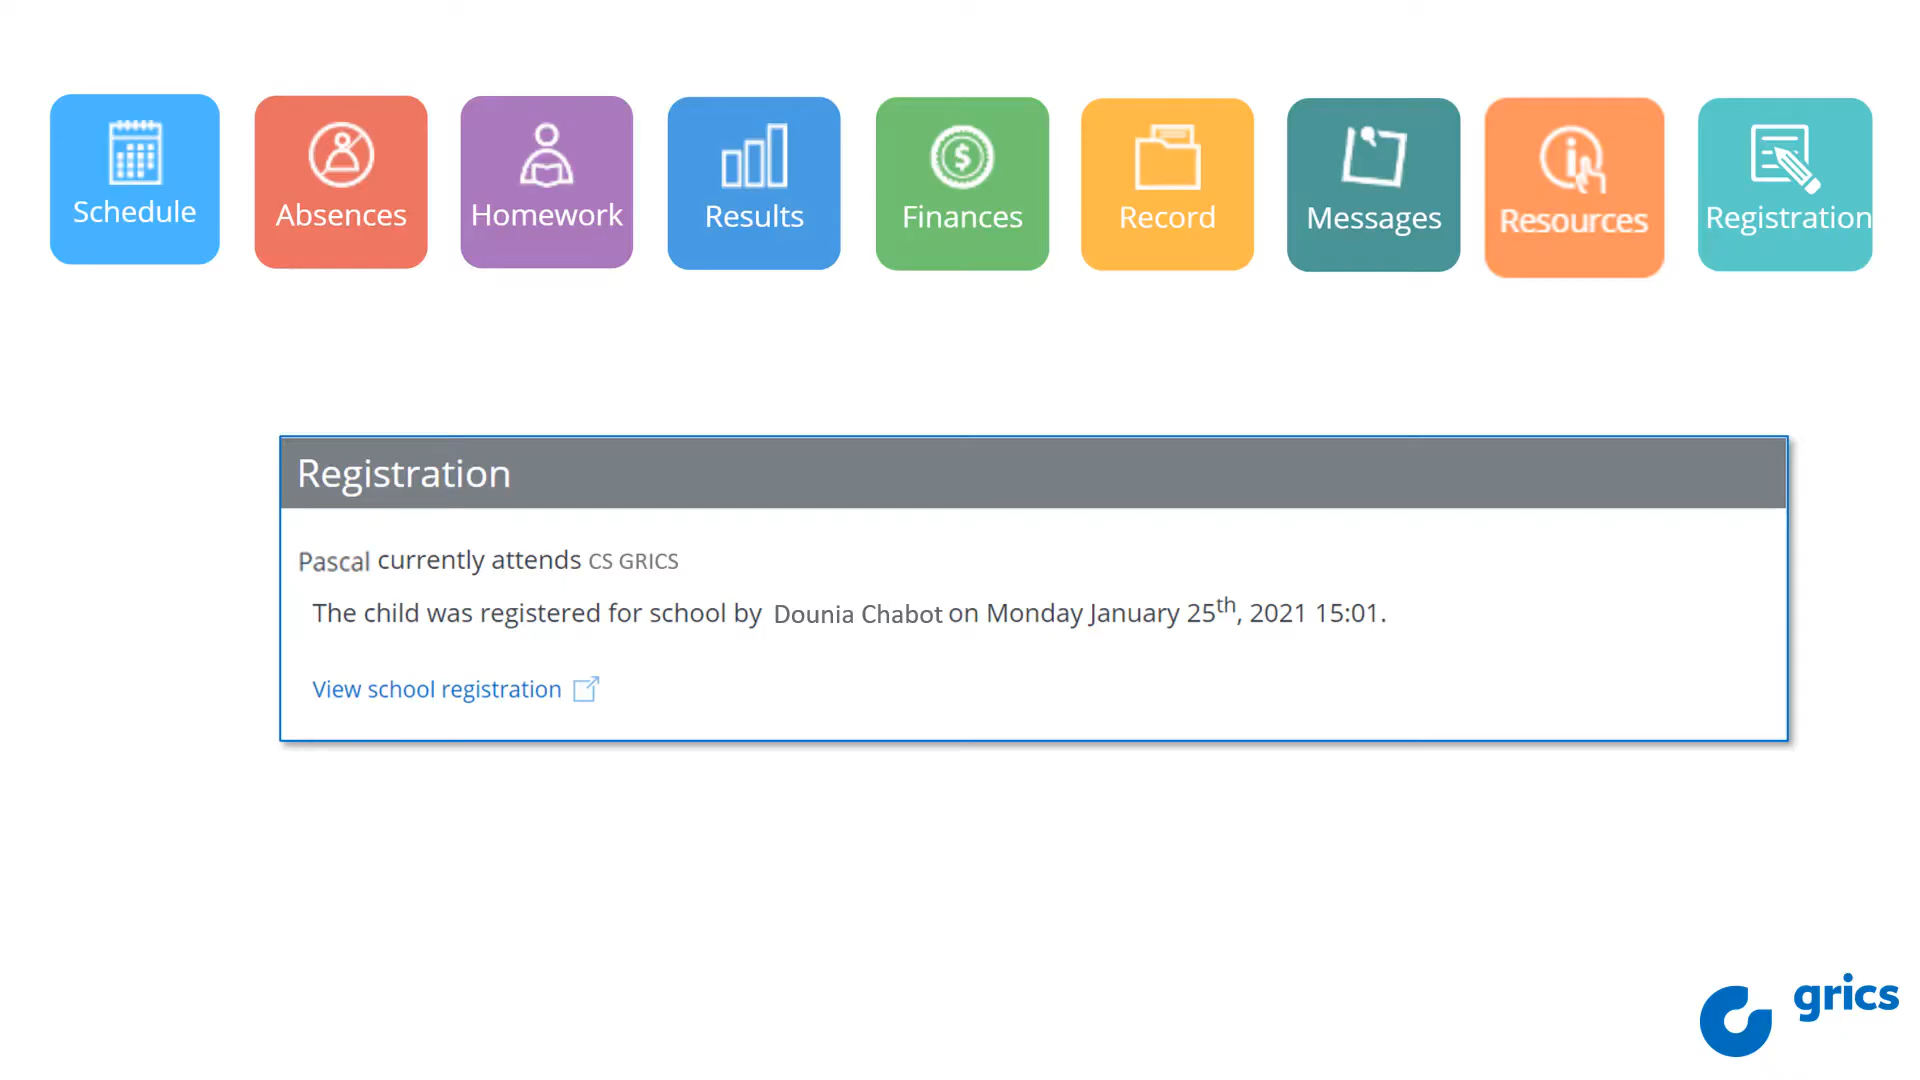 Schedule
Absences
Homework
Results
Finances
Record
Messages
Resources
Registration
Registration
Pascal currently attends CS GRICS
The child was registered for school by Dounia Chabot on Monday January 25th, 2021 15:01.
View school registration
grics